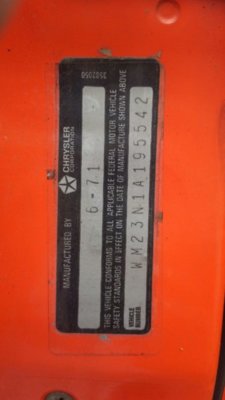 MANUFACTURED BY CHRYSLER
CORPORATION
6-71
THIS VEHICLE CONFORMS TO ALL APPLICABLE FEDERAL MOTOR VEHICLE
SAFETY STANDARDS IN EFFECT ON THE DATE OF MANUFACTURE SHOWN ABOVE
VEHICLE
NUMBER WM23N1A195542
3502050